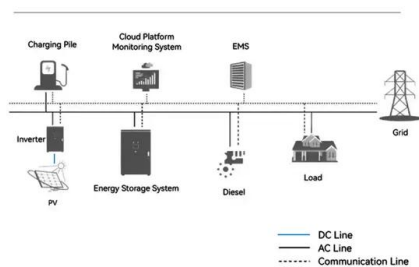 Charging Pile
Cloud Platform
Monitoring System
EMS
Grid
Inverter
PV
Energy Storage System
Diesel
Load
DC Line
AC Line
Communication Line